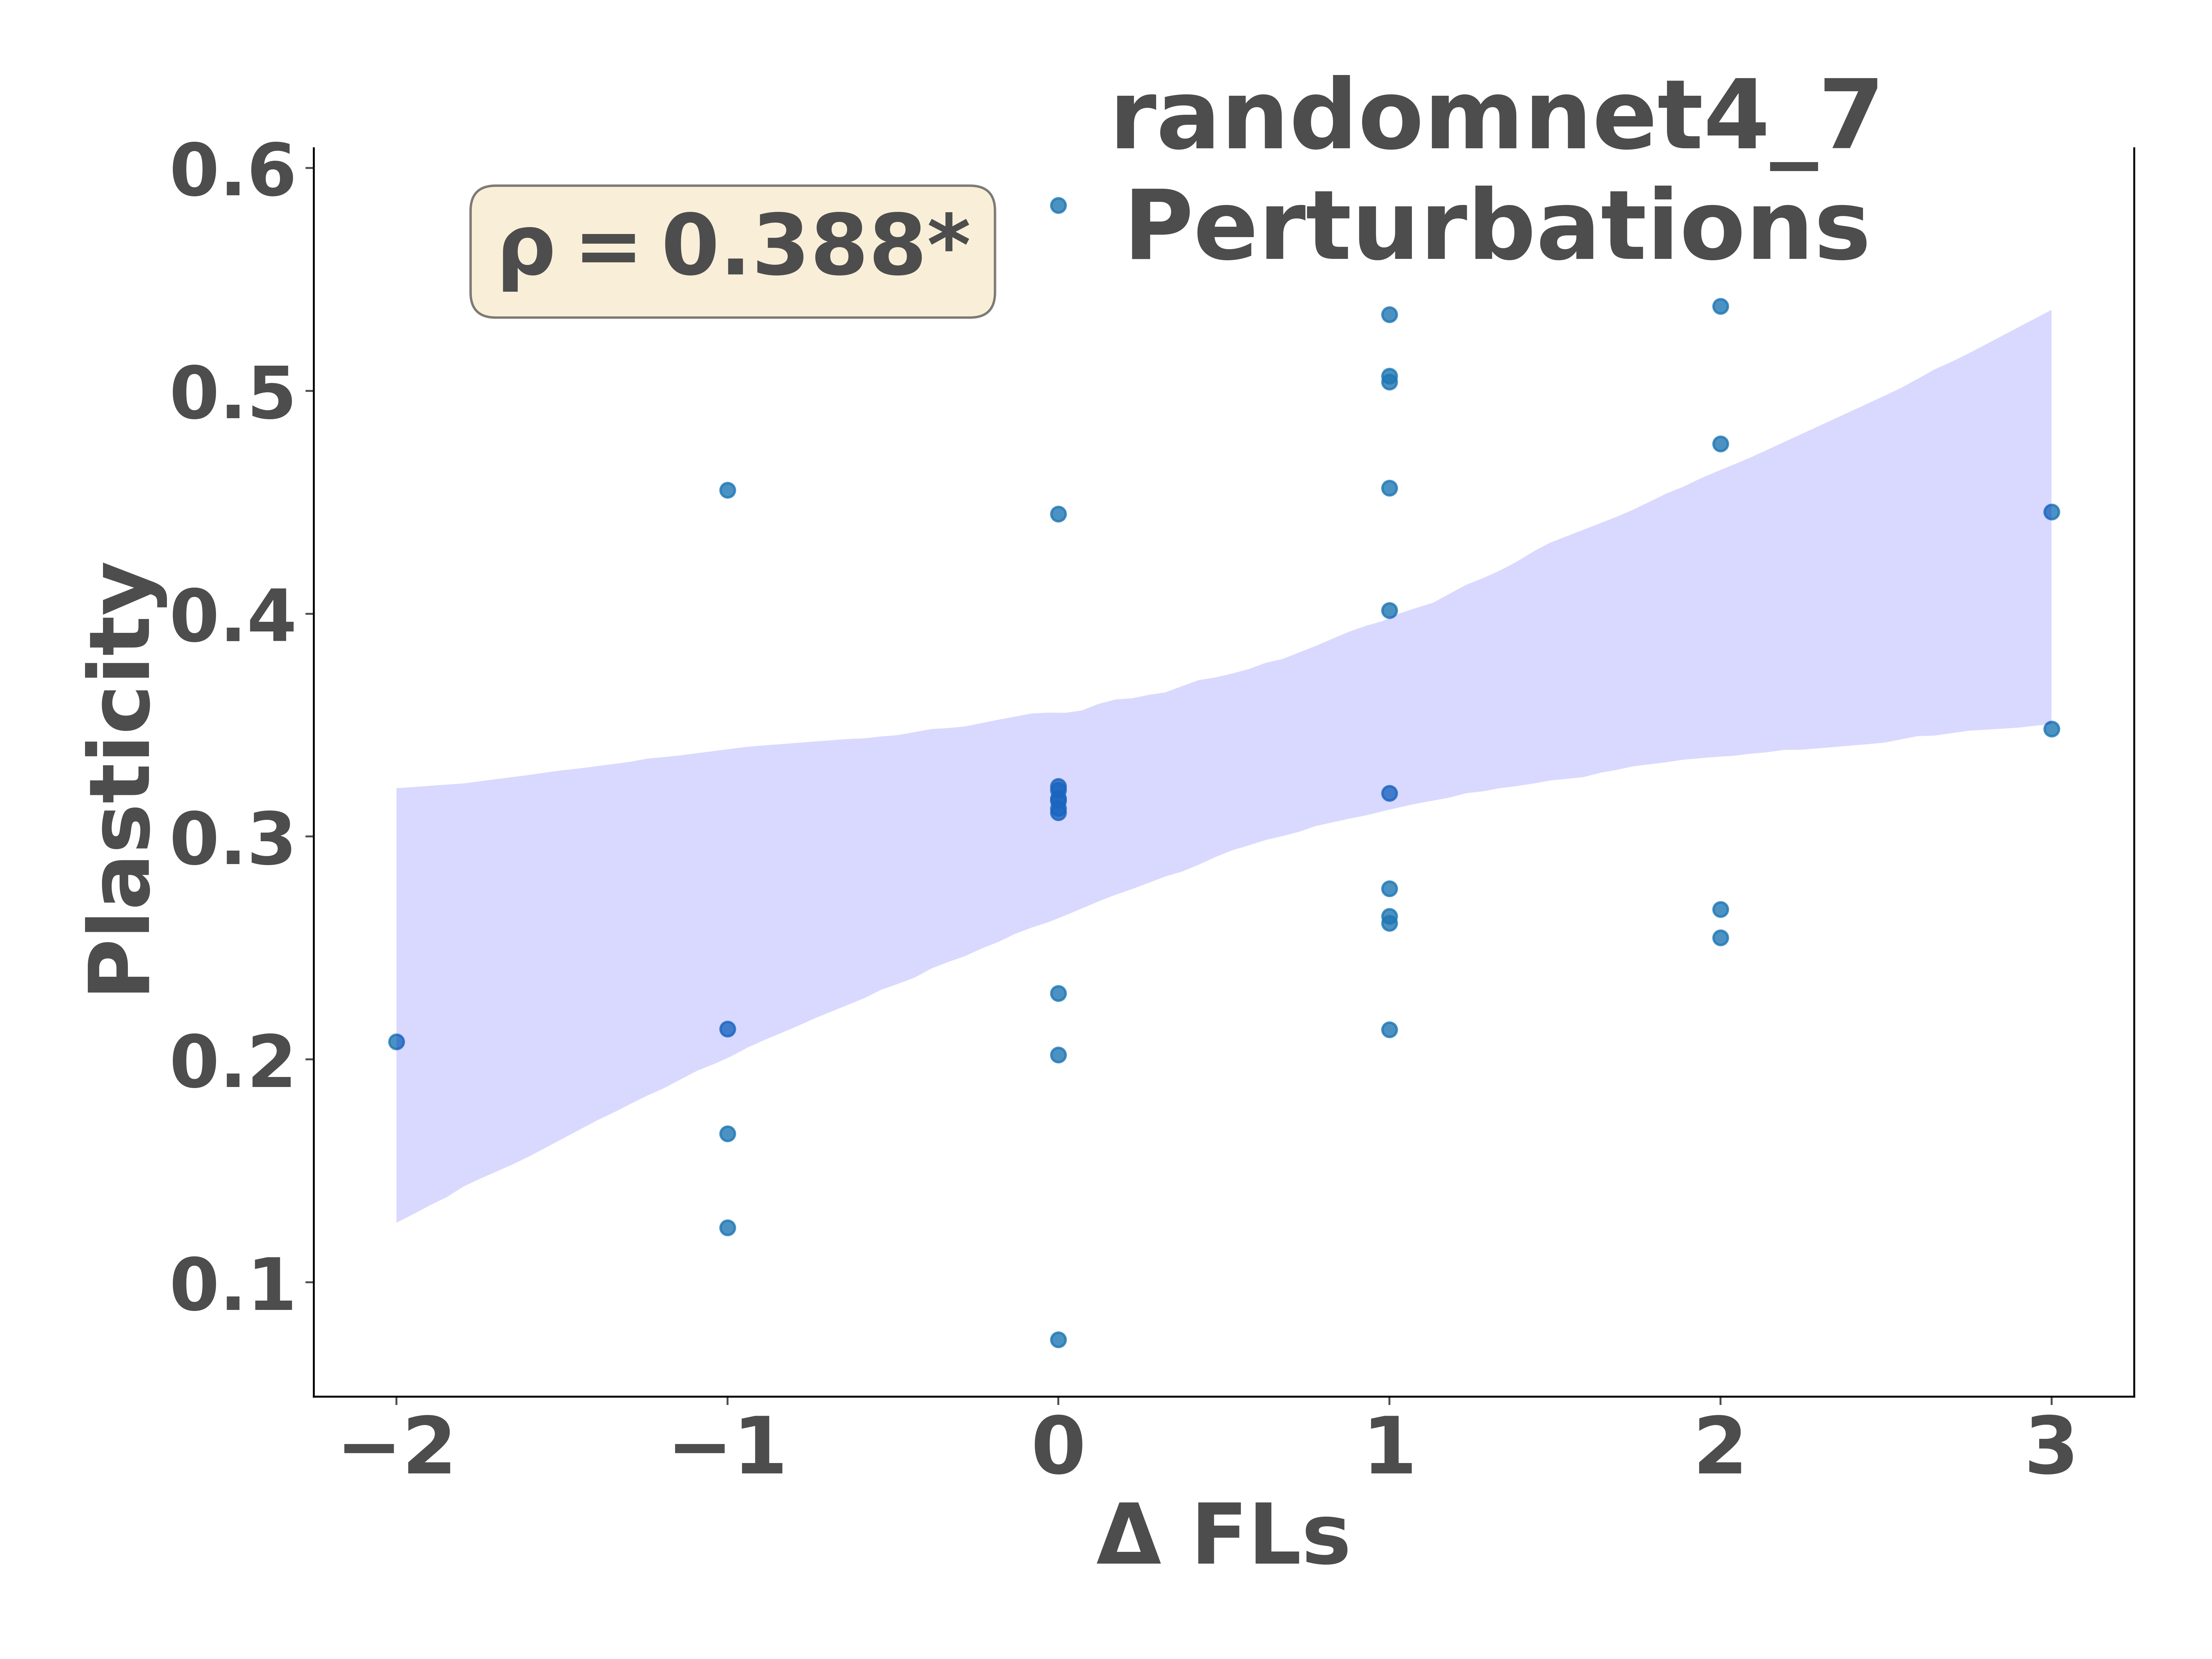 randomnet4_7
Perturbations
ρ = 0.388*
Plasticity
0.6
0.5
0.4
0.3
0.2
0.1
−2 −1 0 1 2 3
Δ FLs